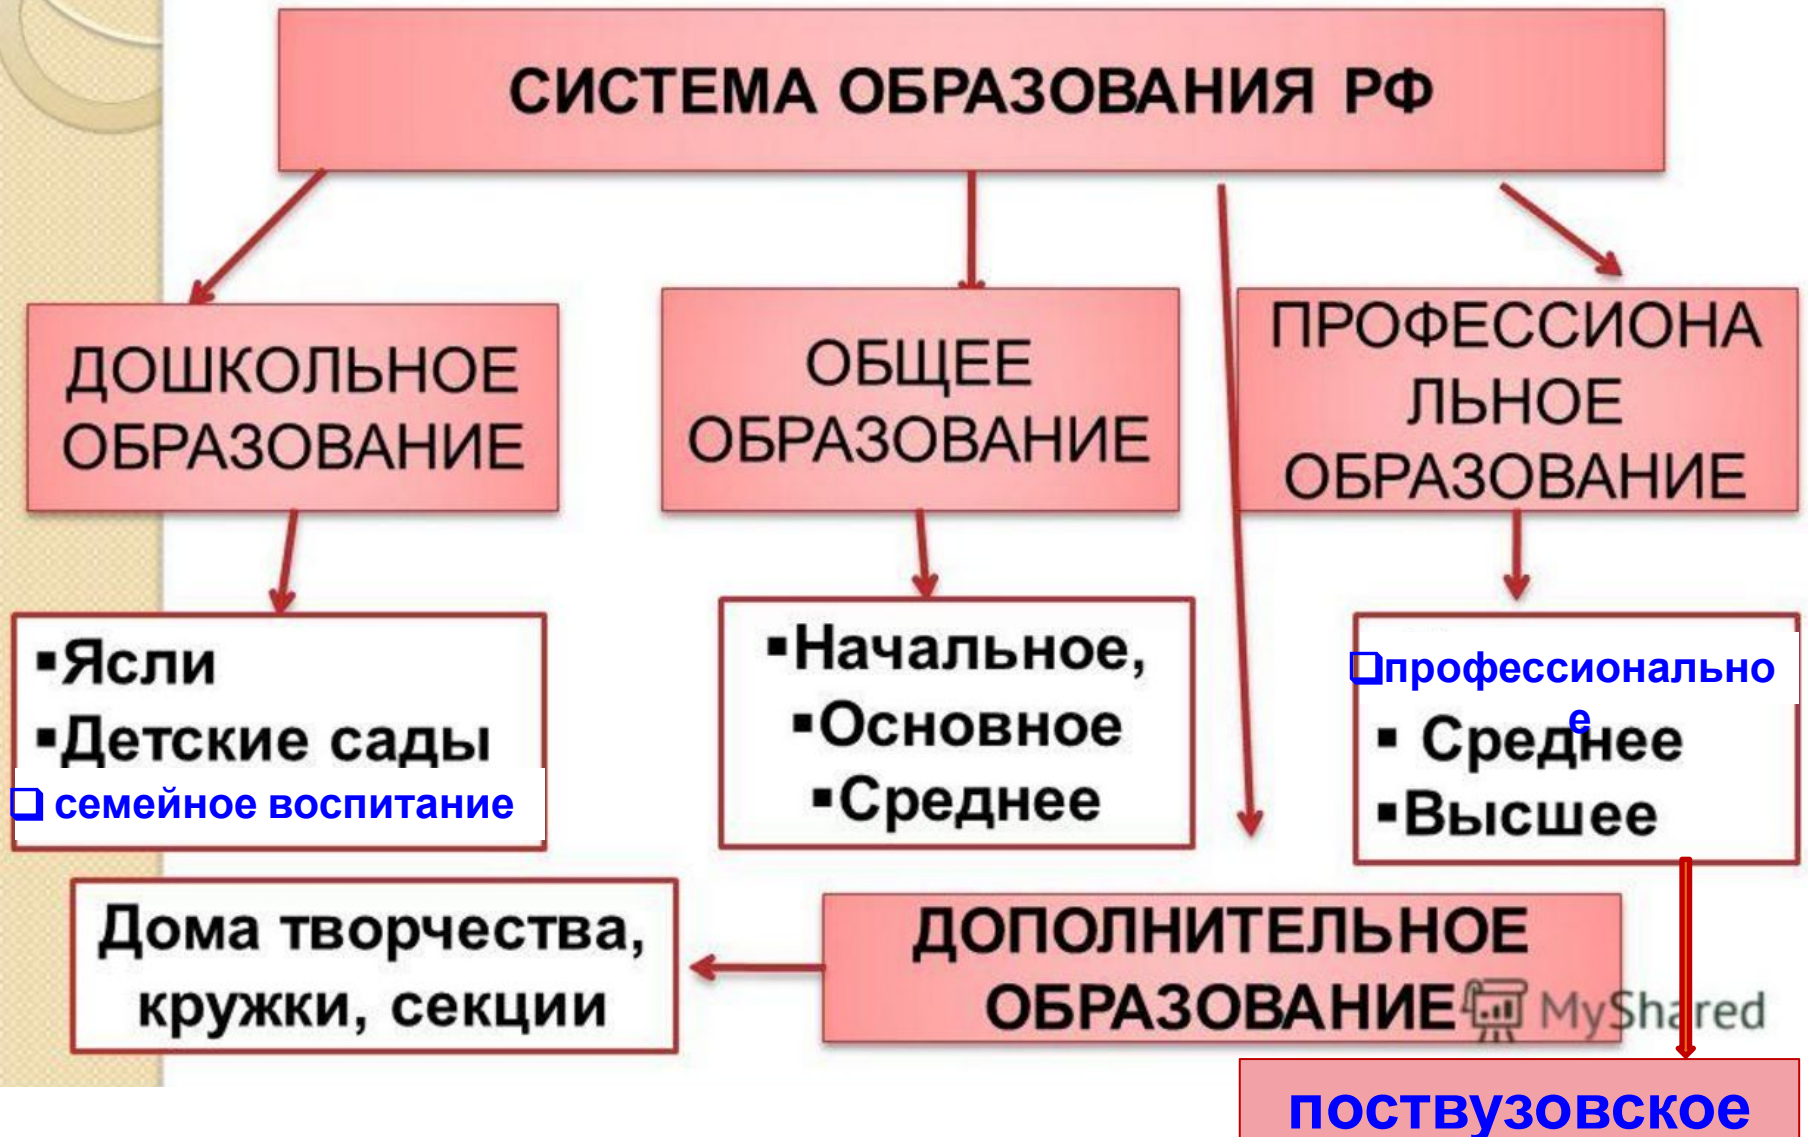 СИСТЕМА ОБРАЗОВАНИЯ РФ
ДОШКОЛЬНОЕ
ОБРАЗОВАНИЕ
ОБЩЕЕ
ОБРАЗОВАНИЕ
ПРОФЕССИОНА
ЛЬНОЕ
ОБРАЗОВАНИЕ
▪Ясли
▪Детские сады
❑ семейное воспитание
▪Начальное,
▪Основное
▪Среднее
❑профессионально
е
▪ Среднее
▪Высшее
Дома творчества,
кружки, секции
ДОПОЛНИТЕЛЬНОЕ
ОБРАЗОВАНИЕ
MyShared
поствузовское